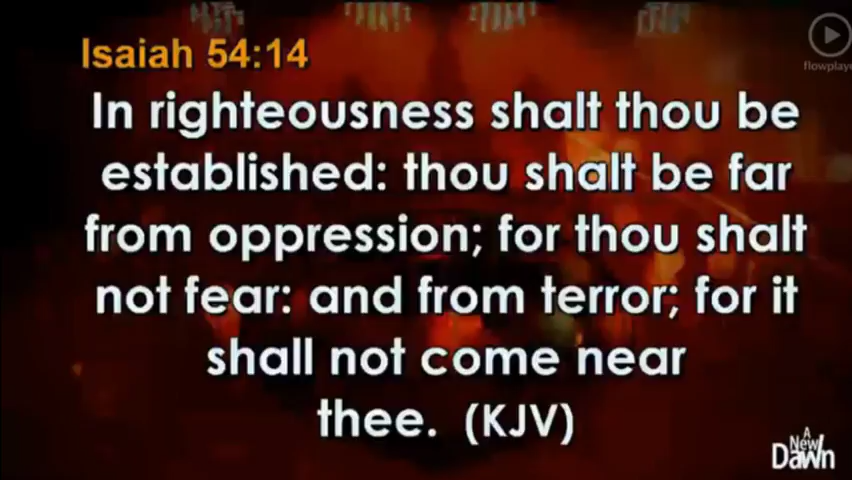 Isaiah 54:14
flowplaye
In righteousness shalt thou be
established: thou shalt be far
from oppression; for thou shalt
not fear: and from terror; for it
shall not come near
thee. (KJV)
A
New
Dawn